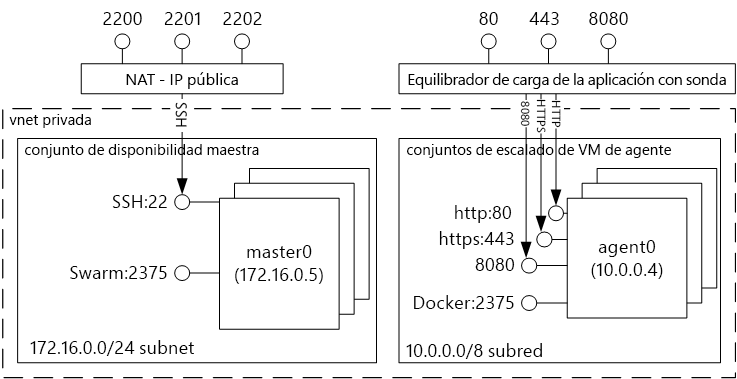 2200 2201 2202
80 443 8080
NAT - IP pública
Equilibrador de carga de la aplicación con sonda
SSH
8080
HTTPS
HTTP
vnet privada
conjunto de disponibilidad maestra
SSH:22
Swarm:2375
master0
(172.16.0.5)
172.16.0.0/24 subnet
conjuntos de escalado de VM de agente
http:80
https:443
8080
Docker:2375
agent0
(10.0.0.4)
10.0.0.0/8 subred